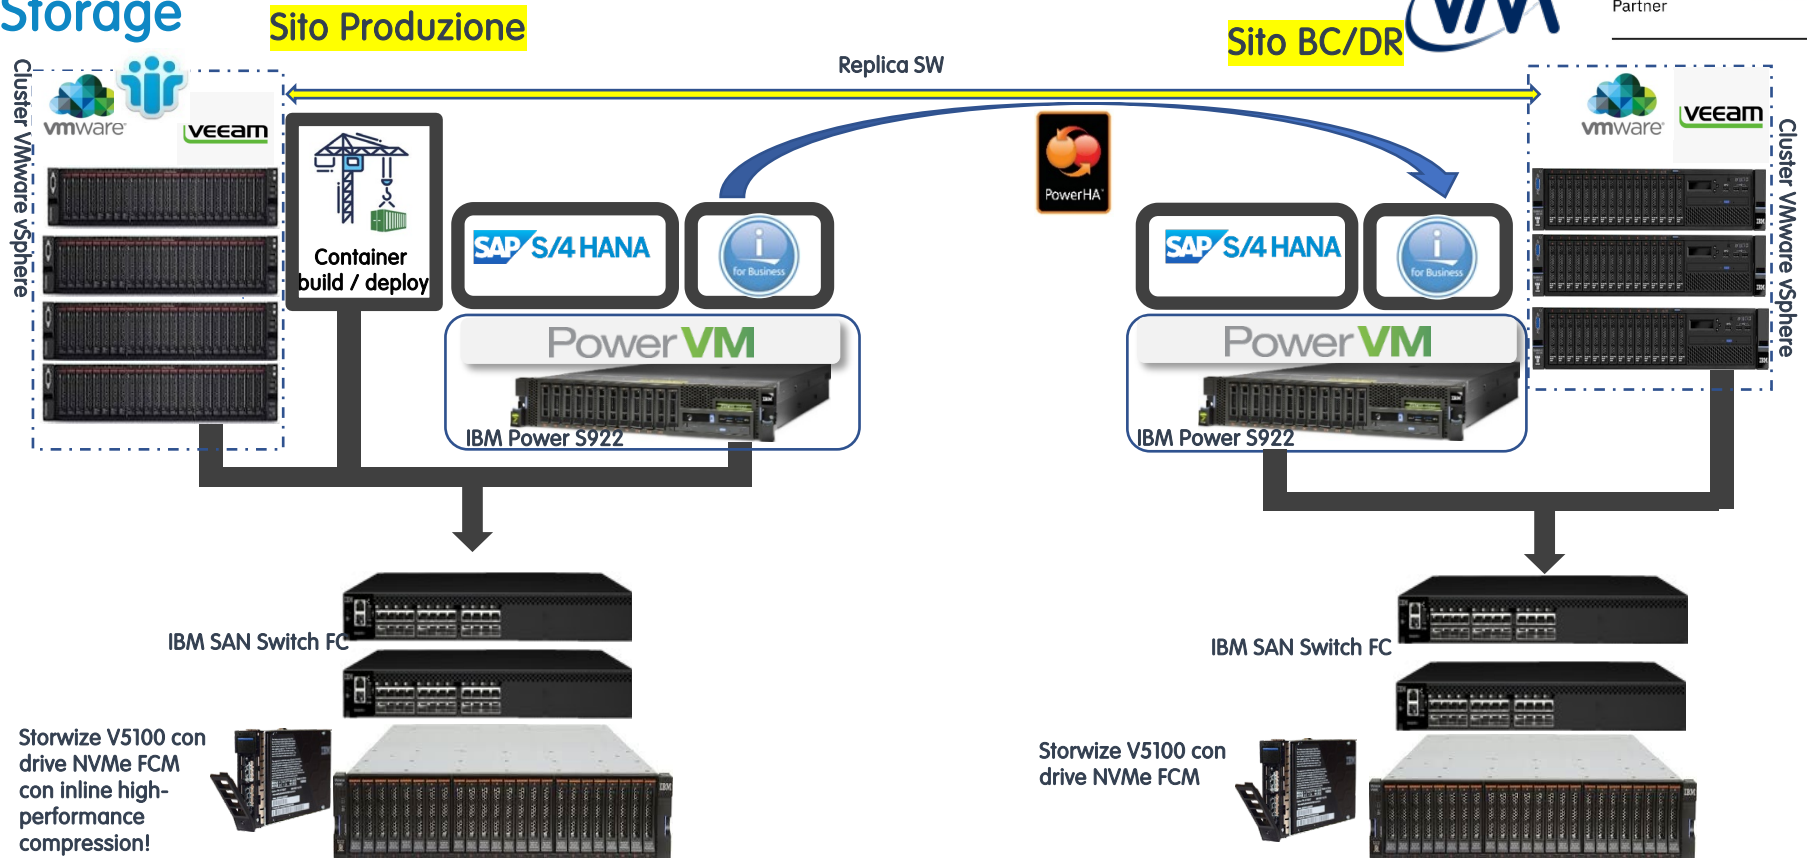 Storage
Sito Produzione
Sito BC/DR
VM
Partner
Replica SW
Cluster VMware vSphere
vmware
veeam
Container
build / deploy
SAP S/4 HANA
i
for Business
PowerHA
PowerVM
IBM Power S922
SAP S/4 HANA
i
for Business
PowerVM
IBM Power S922
vmware
veeam
Cluster VMware vSphere
IBM SAN Switch FC
IBM SAN Switch FC
Storwize V5100 con
drive NVMe FCM
con inline high-
performance
compression!
IBM
Storwize V5100 con
drive NVMe FCM
IBM